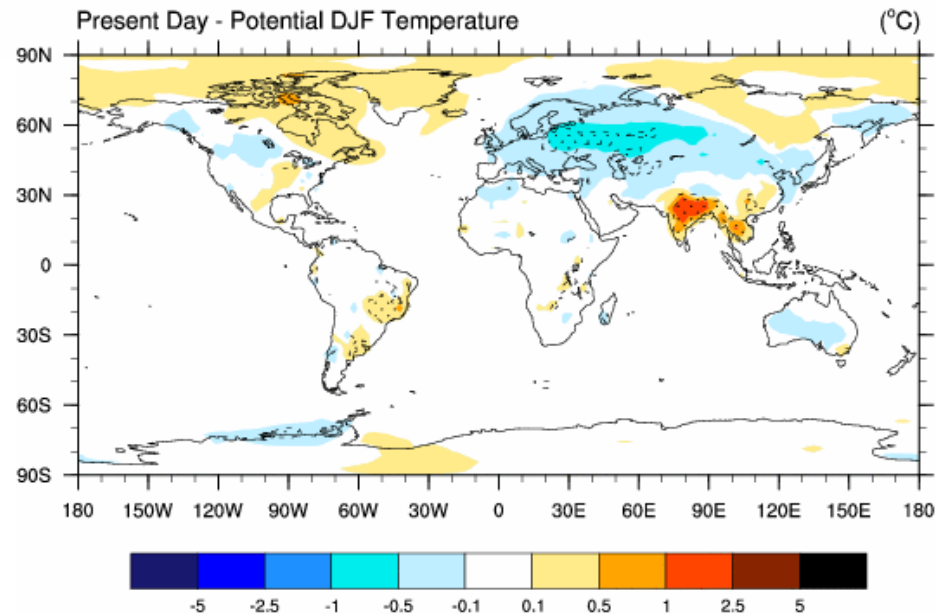 Present Day - Potential DJF Temperature (°C)
90N
60N
30N
0
30S
60S
90S
180 150W 120W 90W 60W 30W 0 30E 60E 90E 120E 150E 180
-5 -2.5 -1 -0.5 -0.1 0.1 0.5 1 2.5 5